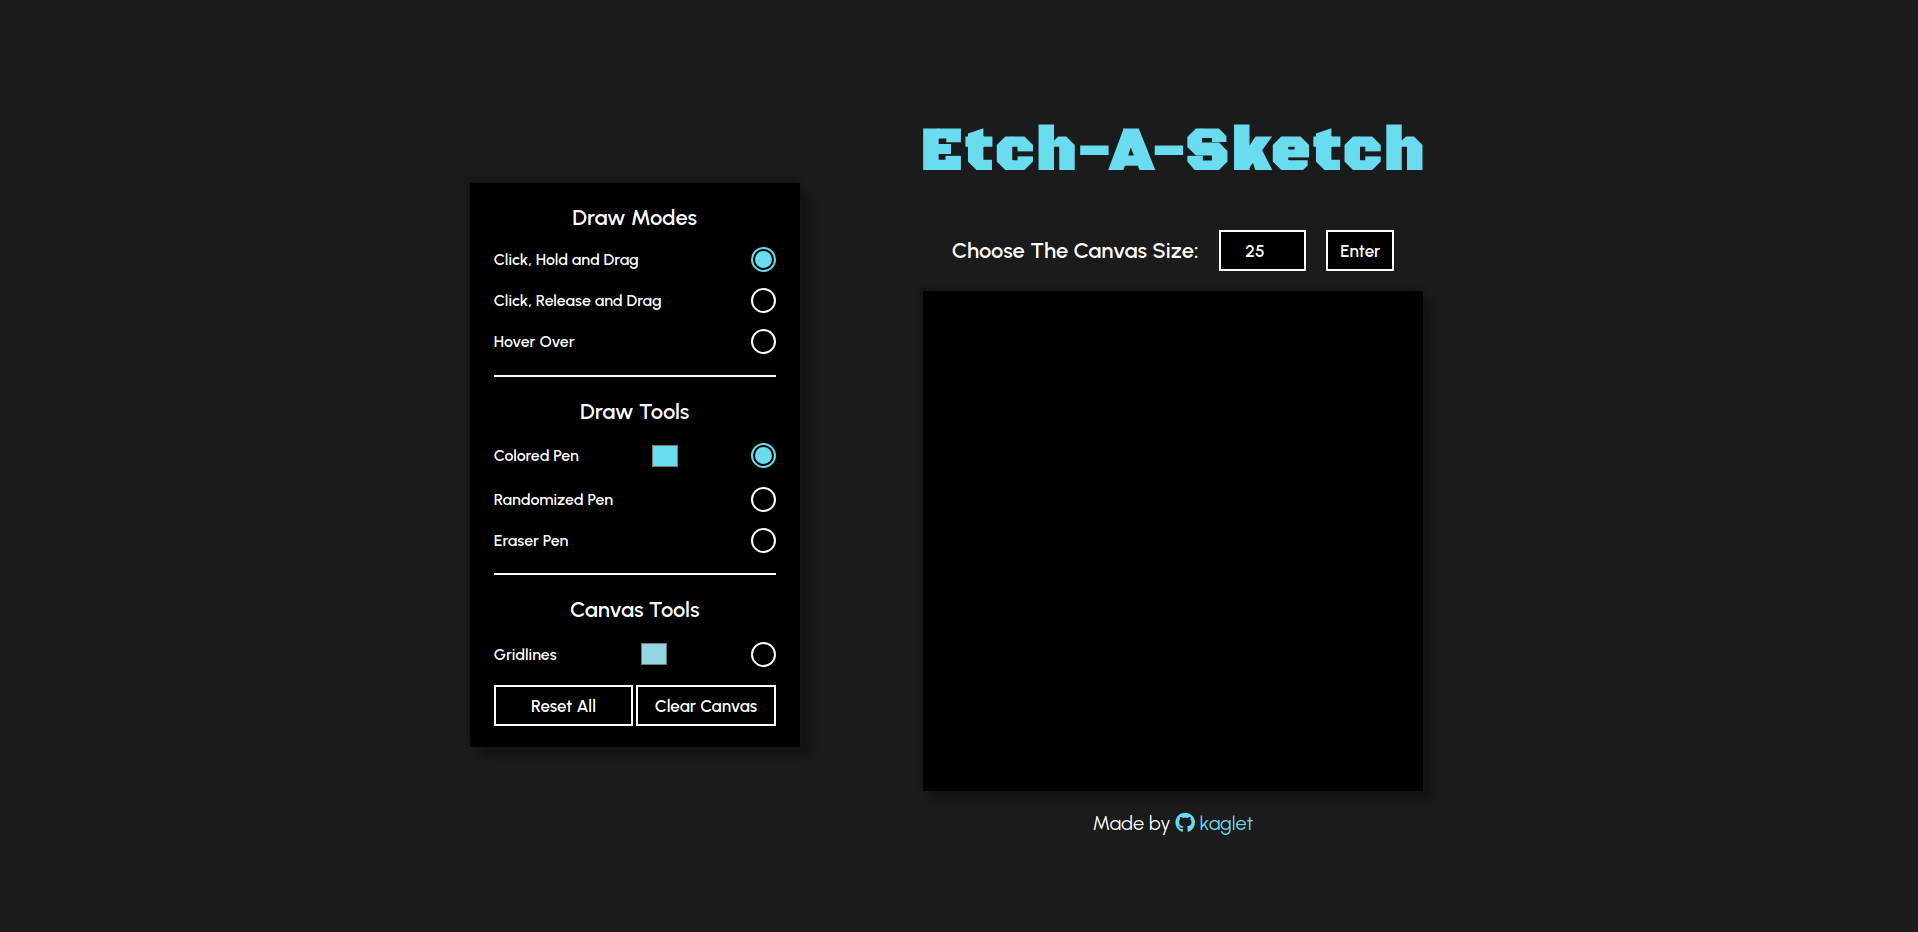 Etch-A-Sketch
Draw Modes
Click, Hold and Drag
Click, Release and Drag
Hover Over
Draw Tools
Colored Pen
Randomized Pen
Eraser Pen
Canvas Tools
Gridlines
Reset All Clear Canvas
Choose The Canvas Size: 25 Enter
Made by kaglet